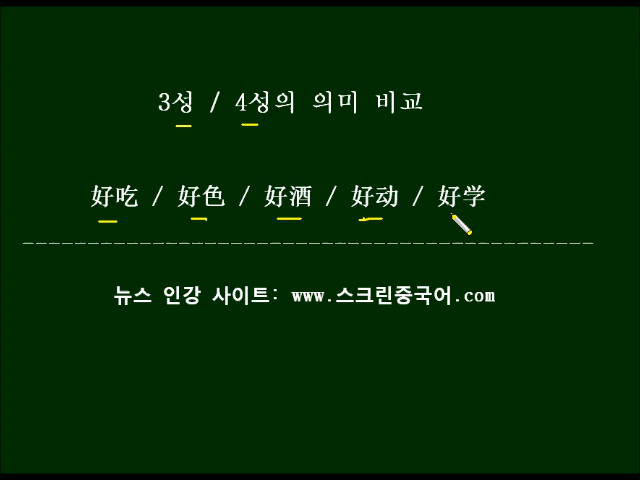 3성 / 4성의 의미 비교
好吃 / 好色 / 好酒 / 好动 / 好学
뉴스 인강 사이트: www.스크린중국어.com